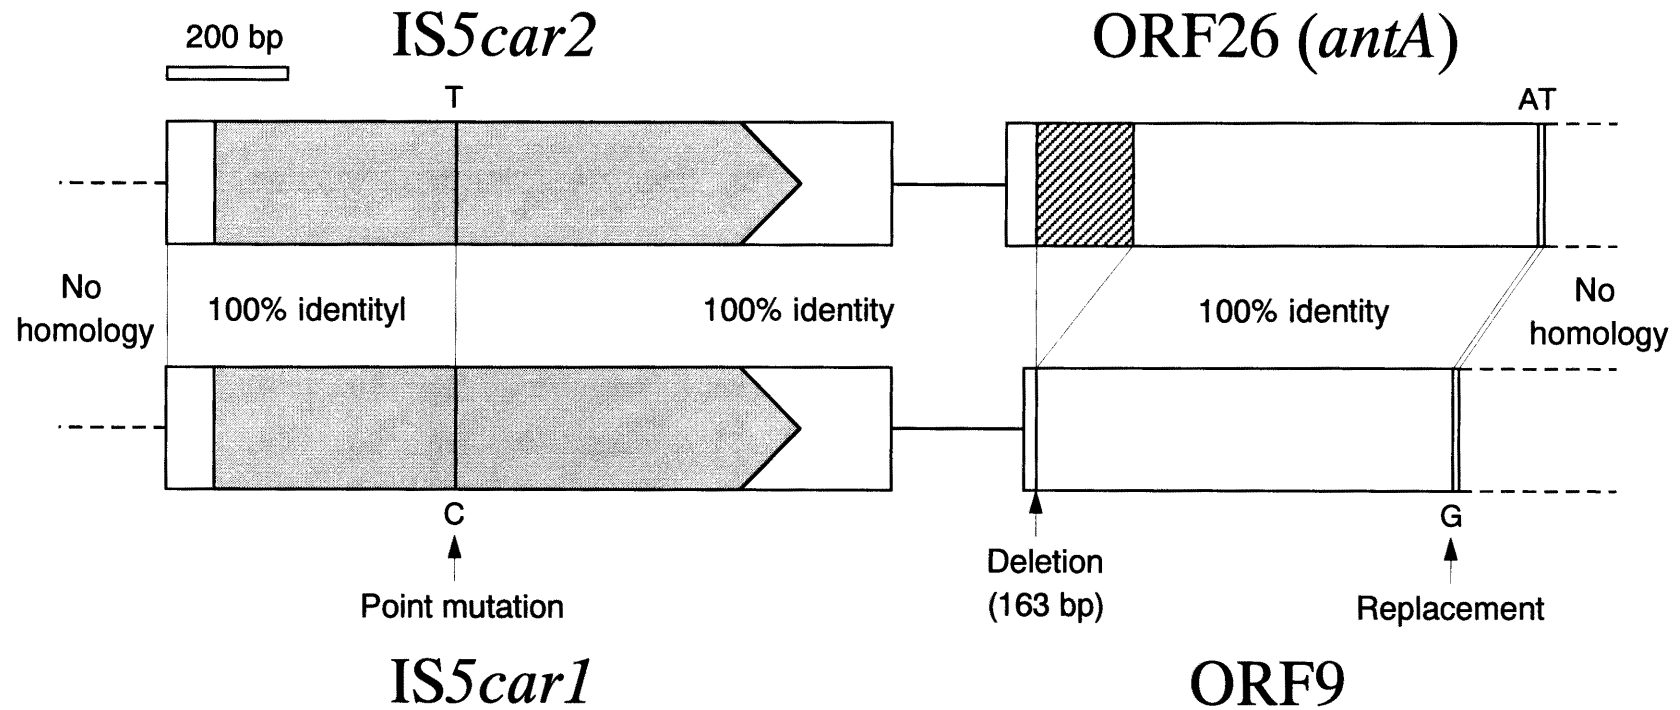 200 bp
IS5car2
ORF26 (antA)
T
AT
No
homology
100% identityl
100% identity
100% identity
No
homology
C
Point mutation
Deletion
(163 bp)
G
Replacement
IS5car1
ORF9